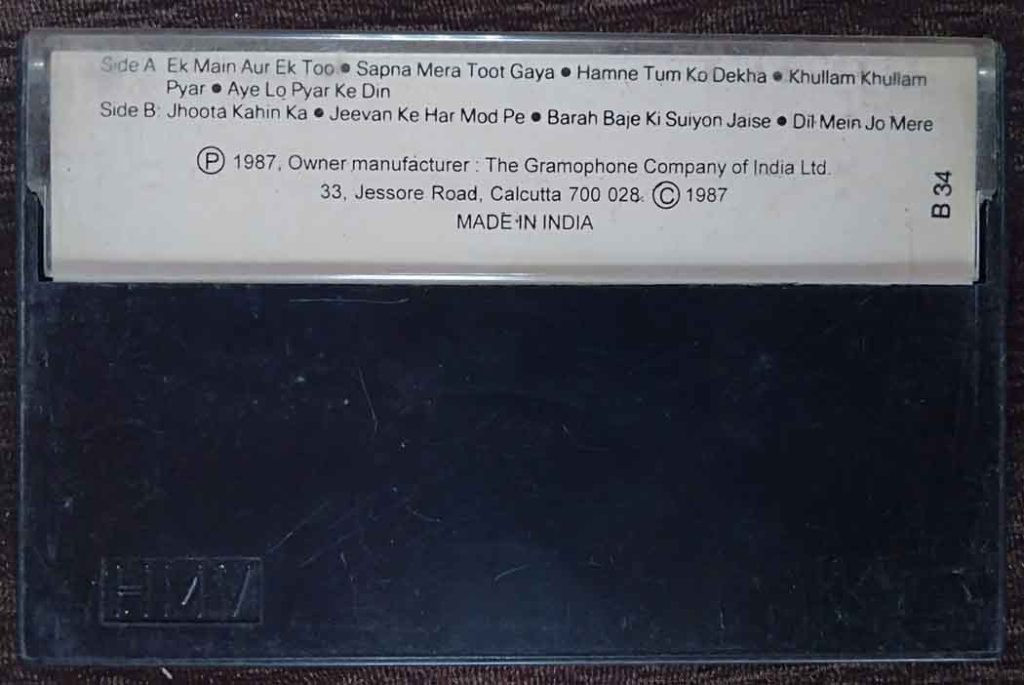 Side A Ek Main Aur Ek Too ● Sapna Mera Toot Gaya ● Hamne Tum Ko Dekha ● Khullam Khullam
Pyar ● Aye Lo Pyar Ke Din
Side B: Jhoota Kahin Ka ● Jeevan Ke Har Mod Pe ● Barah Baje Ki Suiyon Jaise ● Dil Mein Jo Mere
Ⓟ 1987, Owner manufacturer : The Gramophone Company of India Ltd.
33, Jessore Road, Calcutta 700 028. © 1987
MADE IN INDIA
B 34
HMV